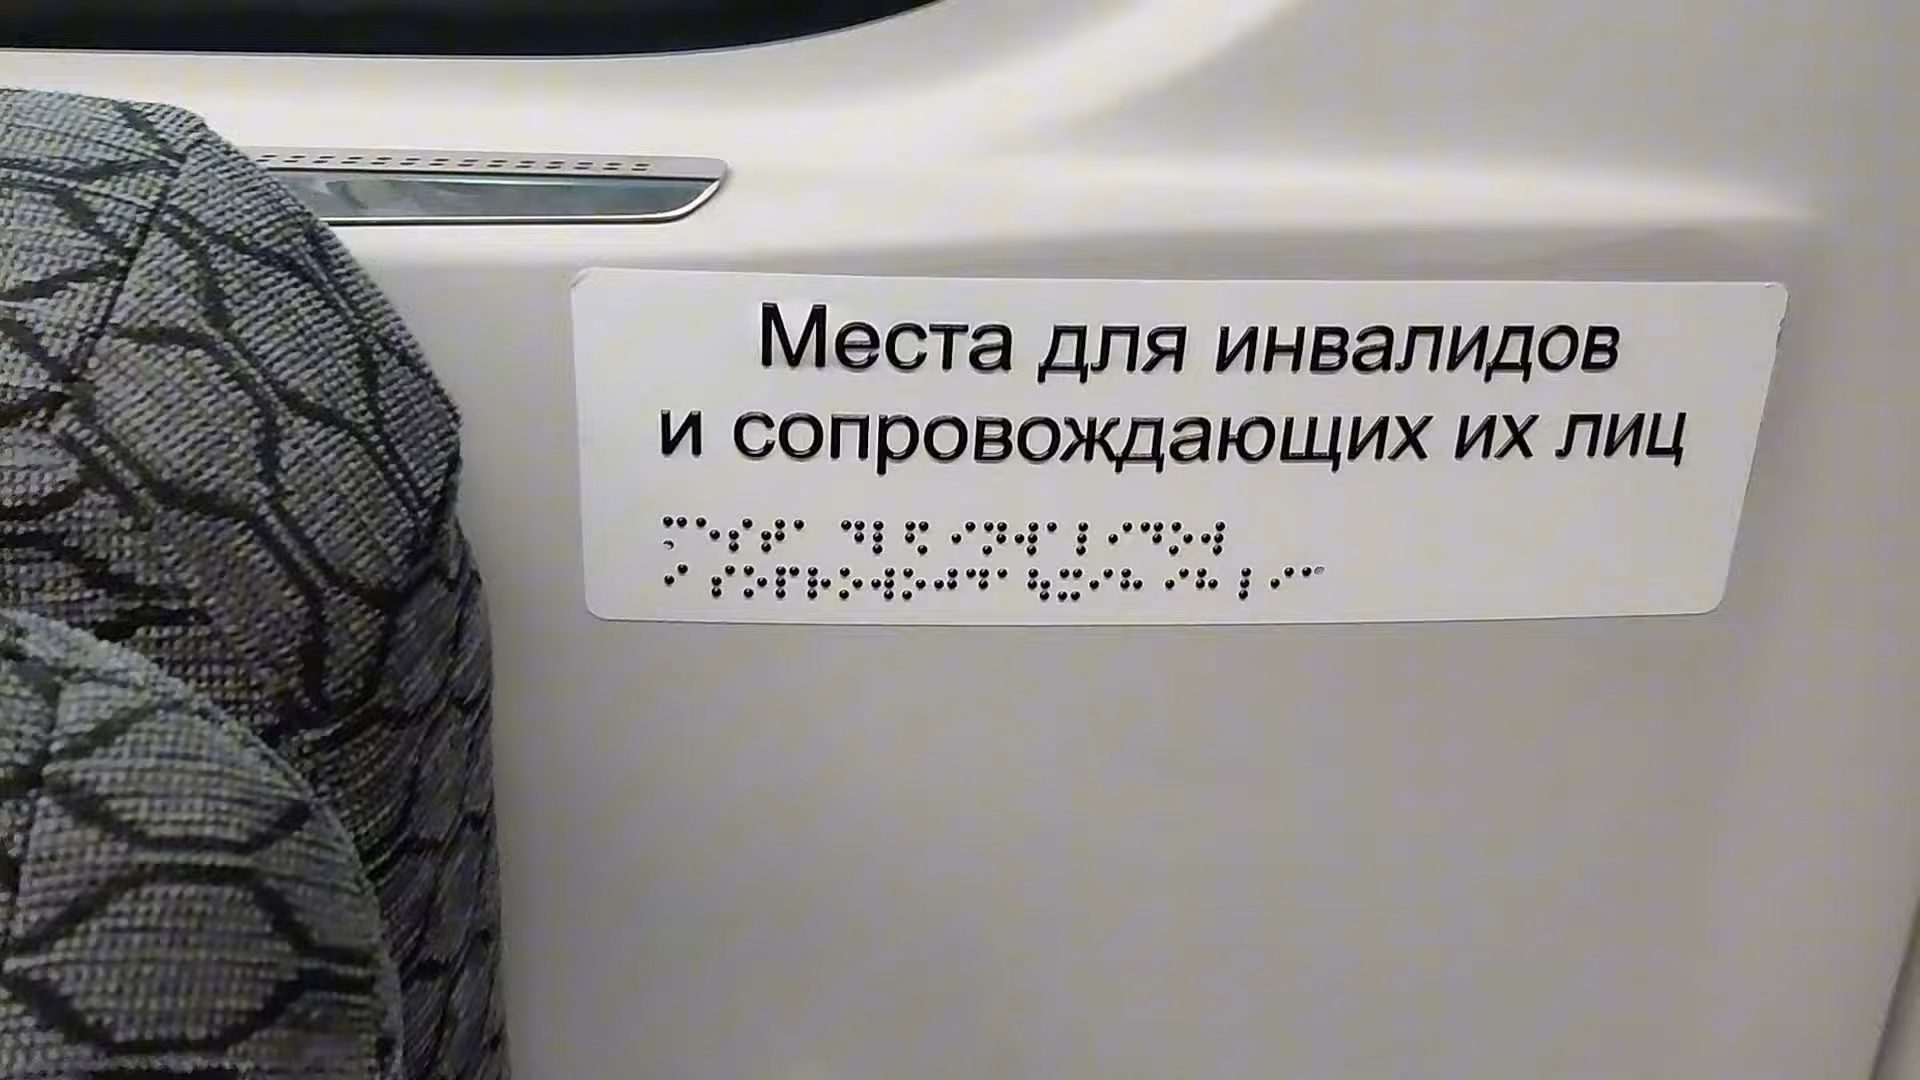 Места для инвалидов
и сопровождающих их лиц